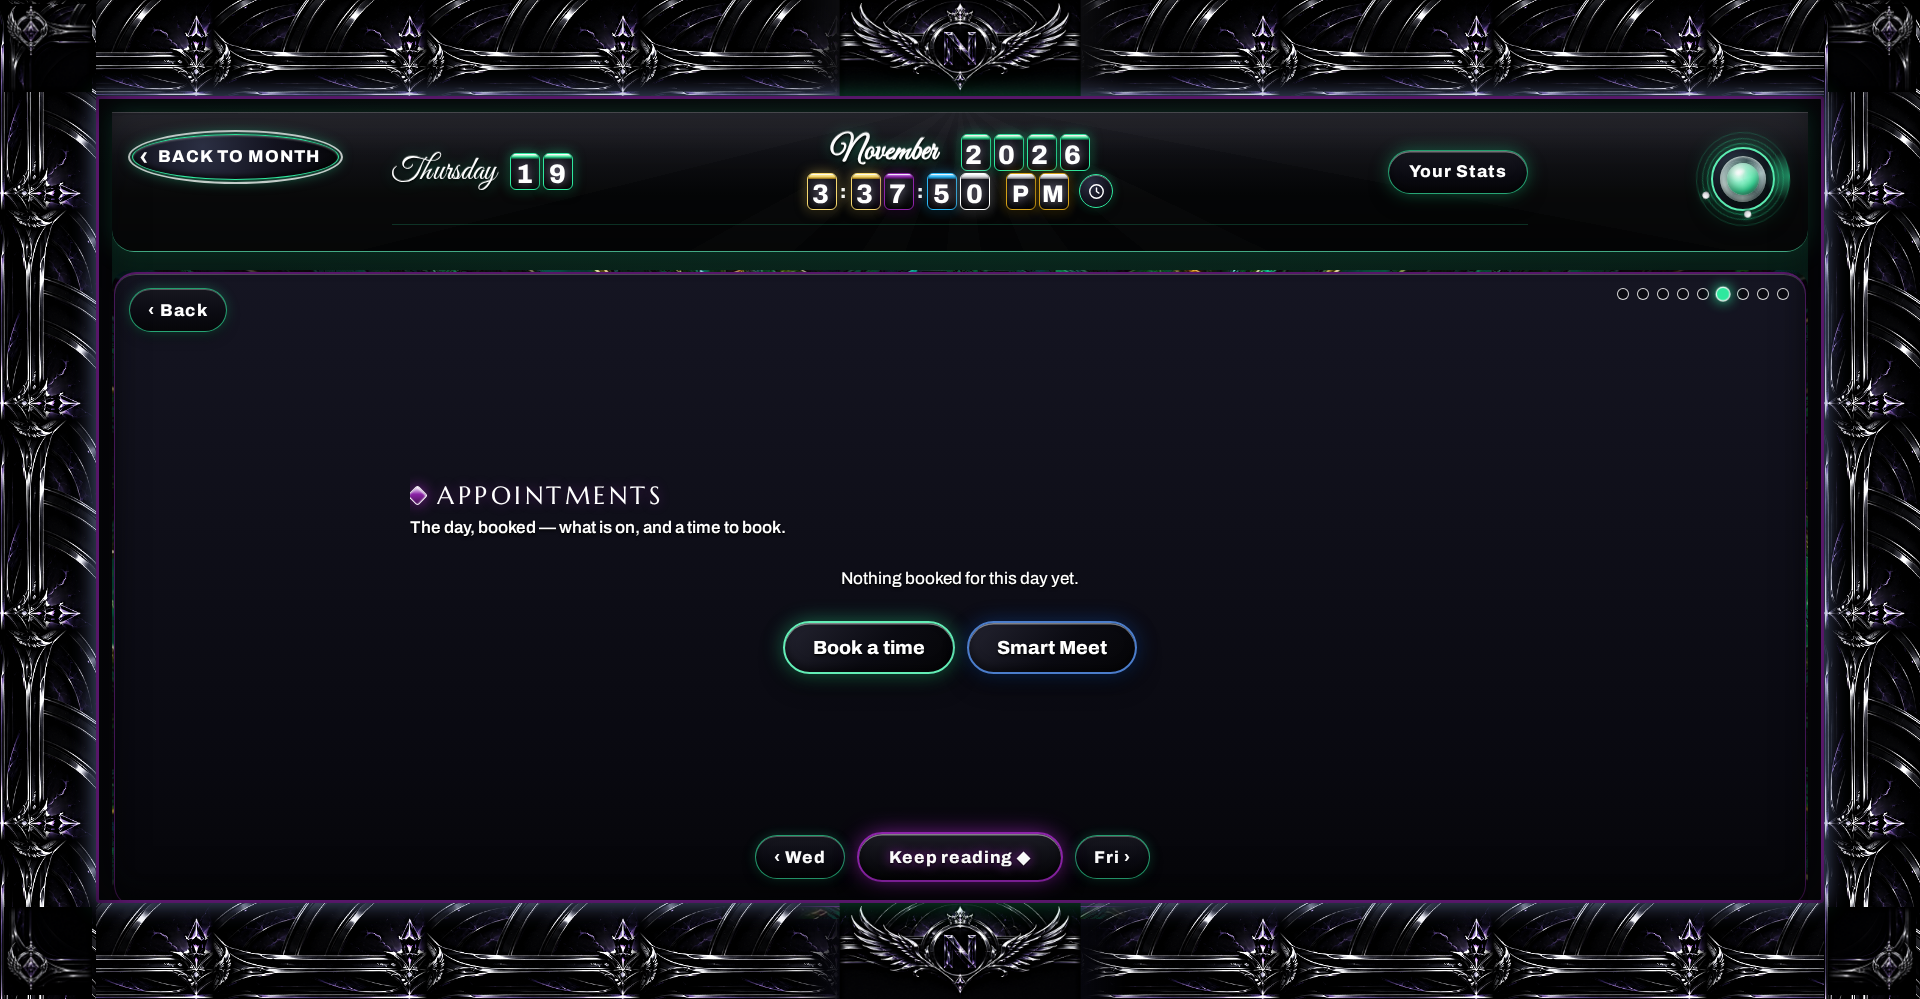 N
‹ BACK TO MONTH
Thursday 19
November 2026
3:37:50 PM
Your Stats
‹ Back
APPOINTMENTS
The day, booked — what is on, and a time to book.
Nothing booked for this day yet.
Book a time
Smart Meet
‹ Wed
Keep reading ◆
Fri ›
N